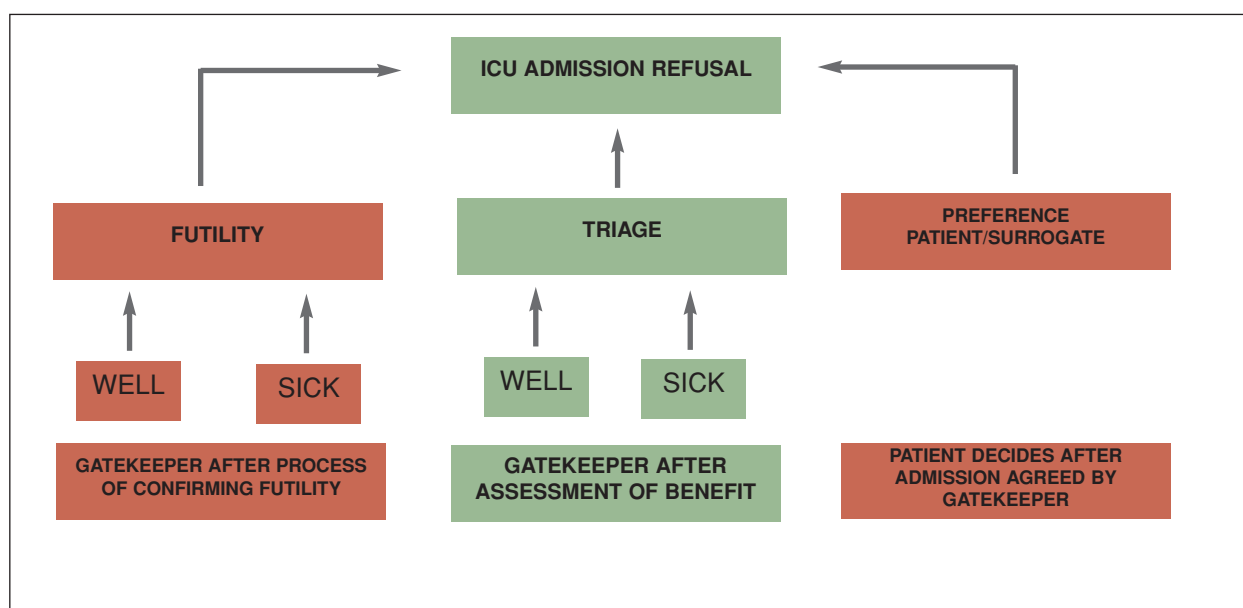 ICU ADMISSION REFUSAL
FUTILITY
TRIAGE
PREFERENCE
PATIENT/SURROGATE
WELL
SICK
WELL
SICK
GATEKEEPER AFTER PROCESS
OF CONFIRMING FUTILITY
GATEKEEPER AFTER
ASSESSMENT OF BENEFIT
PATIENT DECIDES AFTER
ADMISSION AGREED BY
GATEKEEPER